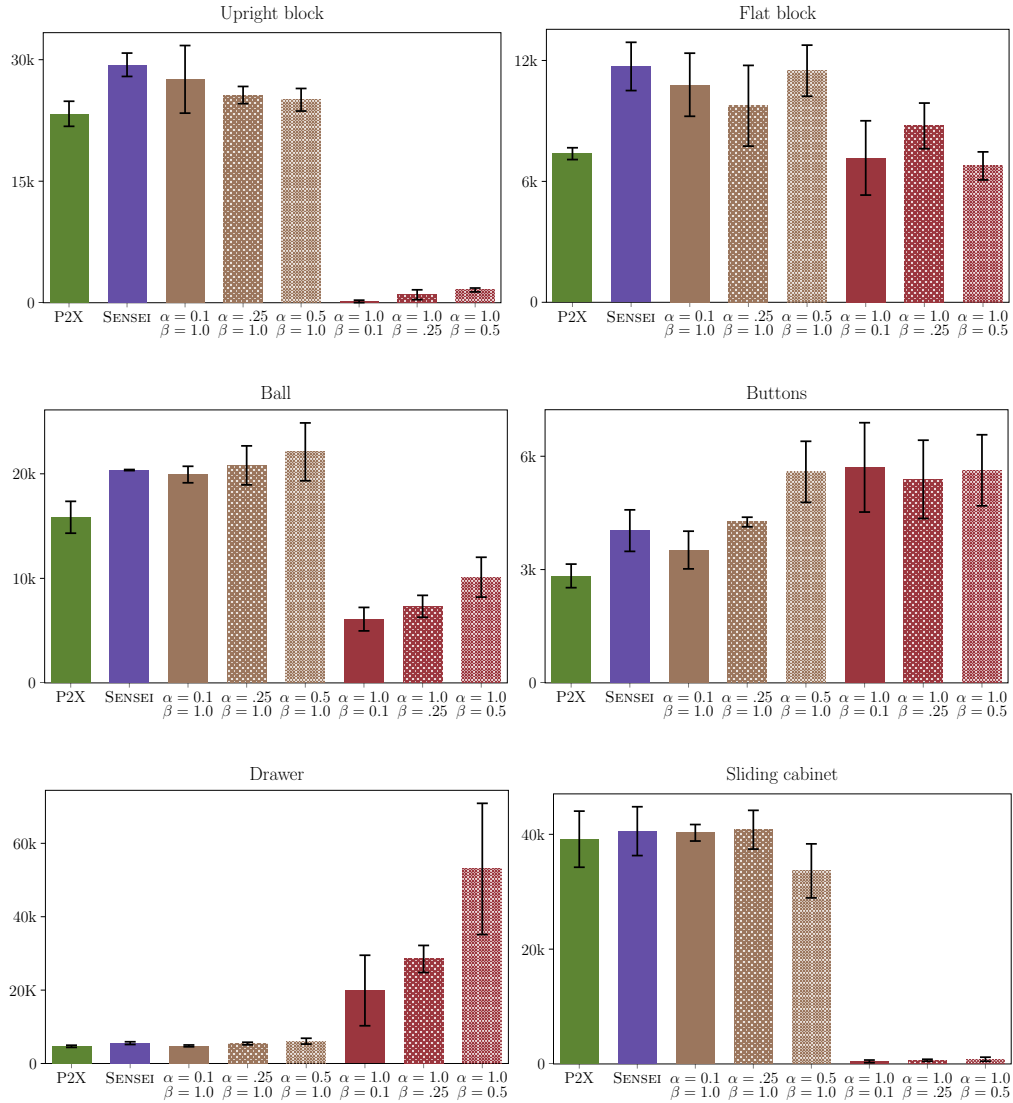 Upright block
30k
15k
0
P2X SENSEI α = 0.1 α = .25 α = 0.5 α = 1.0 α = 1.0 α = 1.0
β = 1.0 β = 1.0 β = 1.0 β = 0.1 β = .25 β = 0.5
Flat block
12k
6k
0
P2X SENSEI α = 0.1 α = .25 α = 0.5 α = 1.0 α = 1.0 α = 1.0
β = 1.0 β = 1.0 β = 1.0 β = 0.1 β = .25 β = 0.5
Ball
20k
10k
0
P2X SENSEI α = 0.1 α = .25 α = 0.5 α = 1.0 α = 1.0 α = 1.0
β = 1.0 β = 1.0 β = 1.0 β = 0.1 β = .25 β = 0.5
Buttons
6k
3k
0
P2X SENSEI α = 0.1 α = .25 α = 0.5 α = 1.0 α = 1.0 α = 1.0
β = 1.0 β = 1.0 β = 1.0 β = 0.1 β = .25 β = 0.5
Drawer
60k
40k
20K
0
P2X SENSEI α = 0.1 α = .25 α = 0.5 α = 1.0 α = 1.0 α = 1.0
β = 1.0 β = 1.0 β = 1.0 β = 0.1 β = .25 β = 0.5
Sliding cabinet
40k
20k
0
P2X SENSEI α = 0.1 α = .25 α = 0.5 α = 1.0 α = 1.0 α = 1.0
β = 1.0 β = 1.0 β = 1.0 β = 0.1 β = .25 β = 0.5